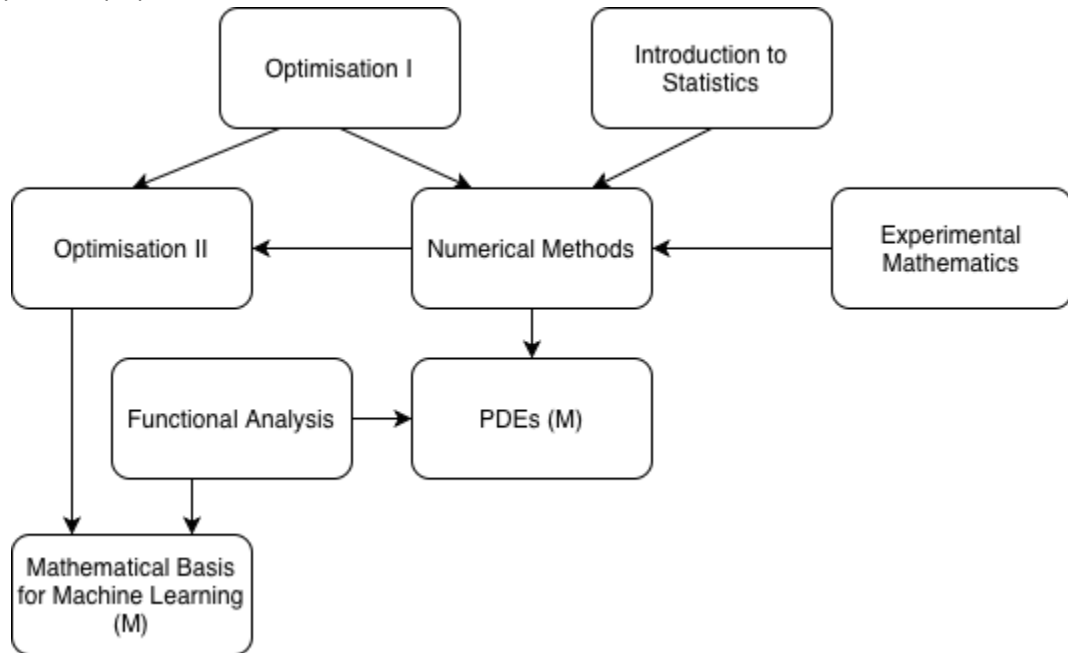 Optimisation I
Introduction to
Statistics
Optimisation II
Numerical Methods
Experimental
Mathematics
Functional Analysis
PDEs (M)
Mathematical Basis
for Machine Learning
(M)